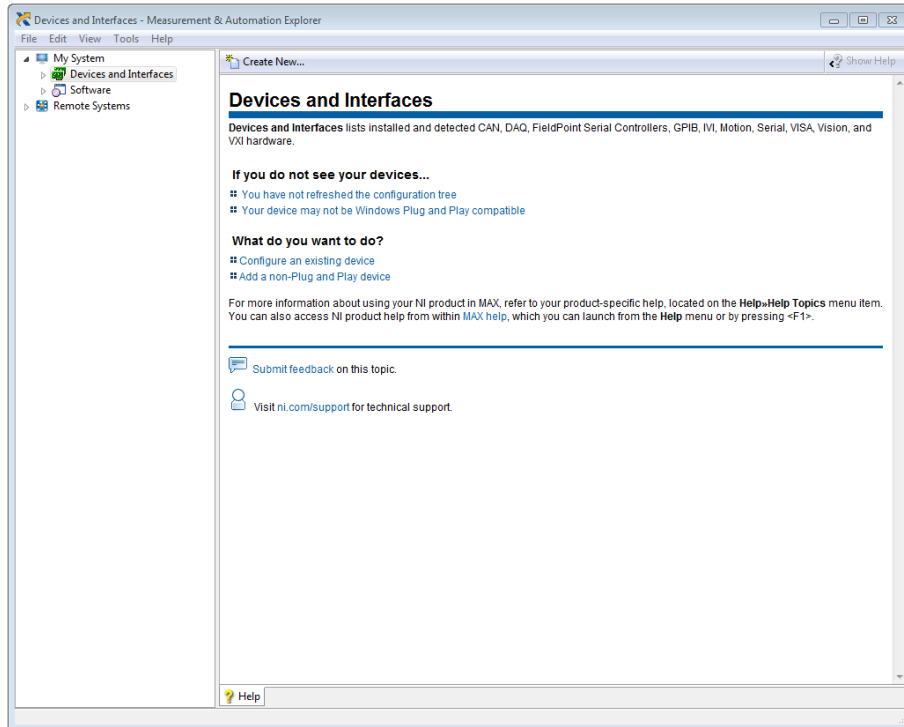 Devices and Interfaces - Measurement & Automation Explorer
File Edit View Tools Help
My System
Devices and Interfaces
Software
Remote Systems
Create New...
Show Help
Devices and Interfaces
Devices and Interfaces lists installed and detected CAN, DAQ, FieldPoint Serial Controllers, GPIB, IVI, Motion, Serial, VISA, Vision, and
VXI hardware.
If you do not see your devices...
You have not refreshed the configuration tree
Your device may not be Windows Plug and Play compatible
What do you want to do?
Configure an existing device
Add a non-Plug and Play device
For more information about using your NI product in MAX, refer to your product-specific help, located on the Help»Help Topics menu item.
You can also access NI product help from within MAX help, which you can launch from the Help menu or by pressing <F1>.
Submit feedback on this topic.
Visit ni.com/support for technical support.
Help